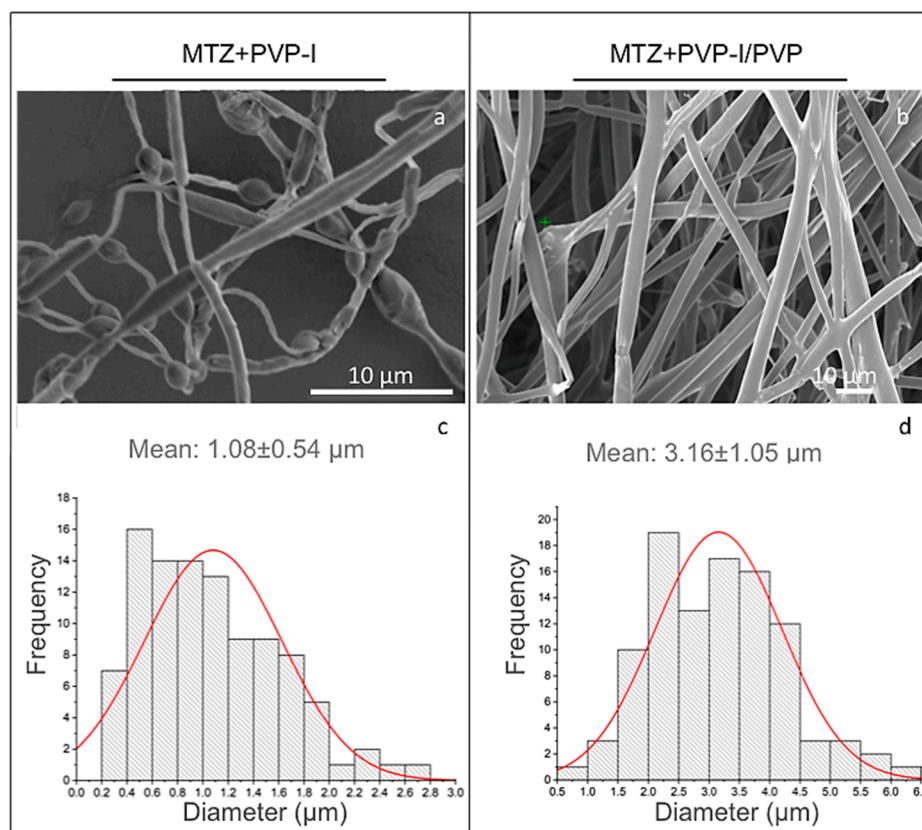 MTZ+PVP-I
MTZ+PVP-I/PVP
a
b
10 µm
10 µm
c
d
Mean: 1.08±0.54 µm
Mean: 3.16±1.05 µm
Frequency
18
16
14
12
10
8
6
4
2
0
0.0 0.2 0.4 0.6 0.8 1.0 1.2 1.4 1.6 1.8 2.0 2.2 2.4 2.6 2.8 3.0
Diameter (µm)
Frequency
20
18
16
14
12
10
8
6
4
2
0
0.5 1.0 1.5 2.0 2.5 3.0 3.5 4.0 4.5 5.0 5.5 6.0
Diameter (µm)